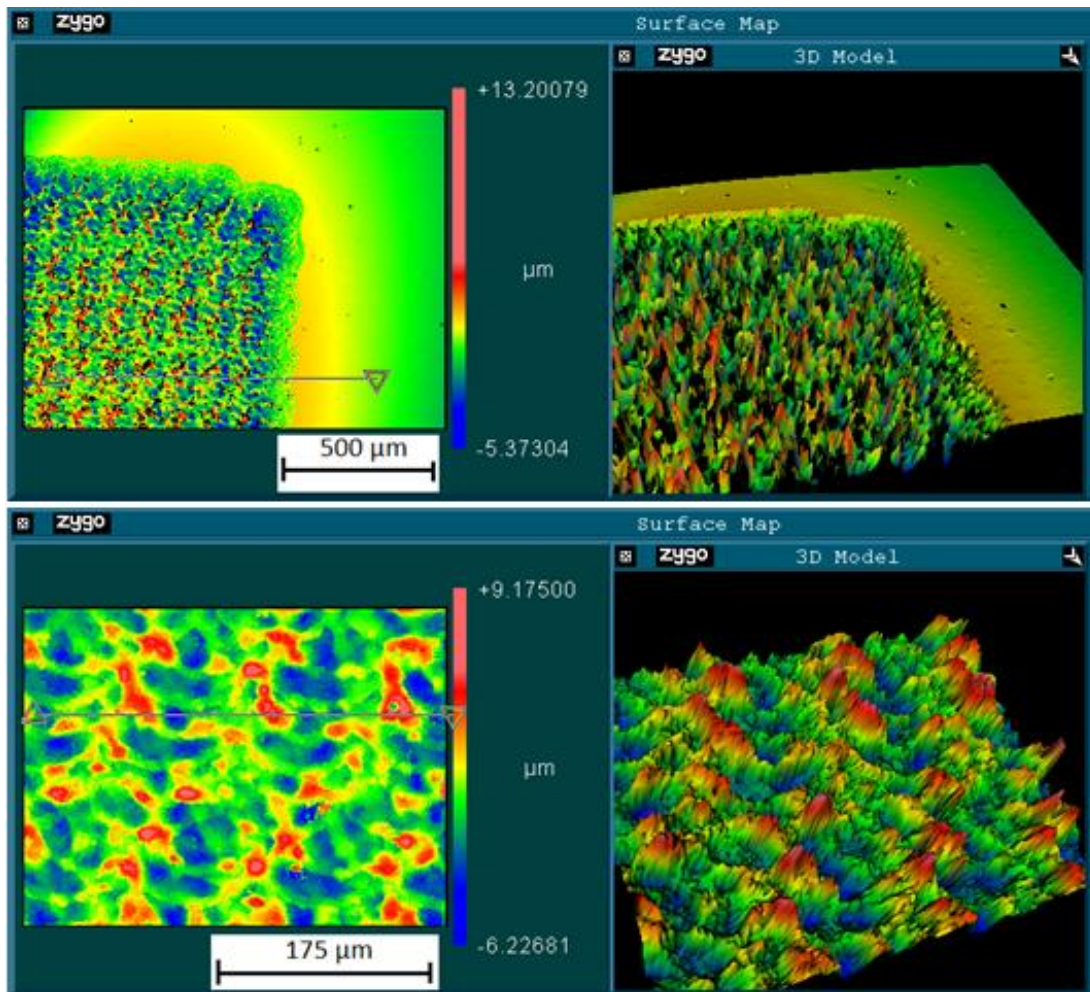 zygo Surface Map
zygo 3D Model
+13.20079
µm
500 µm
-5.37304
zygo Surface Map
zygo 3D Model
+9.17500
µm
175 µm
-6.22681